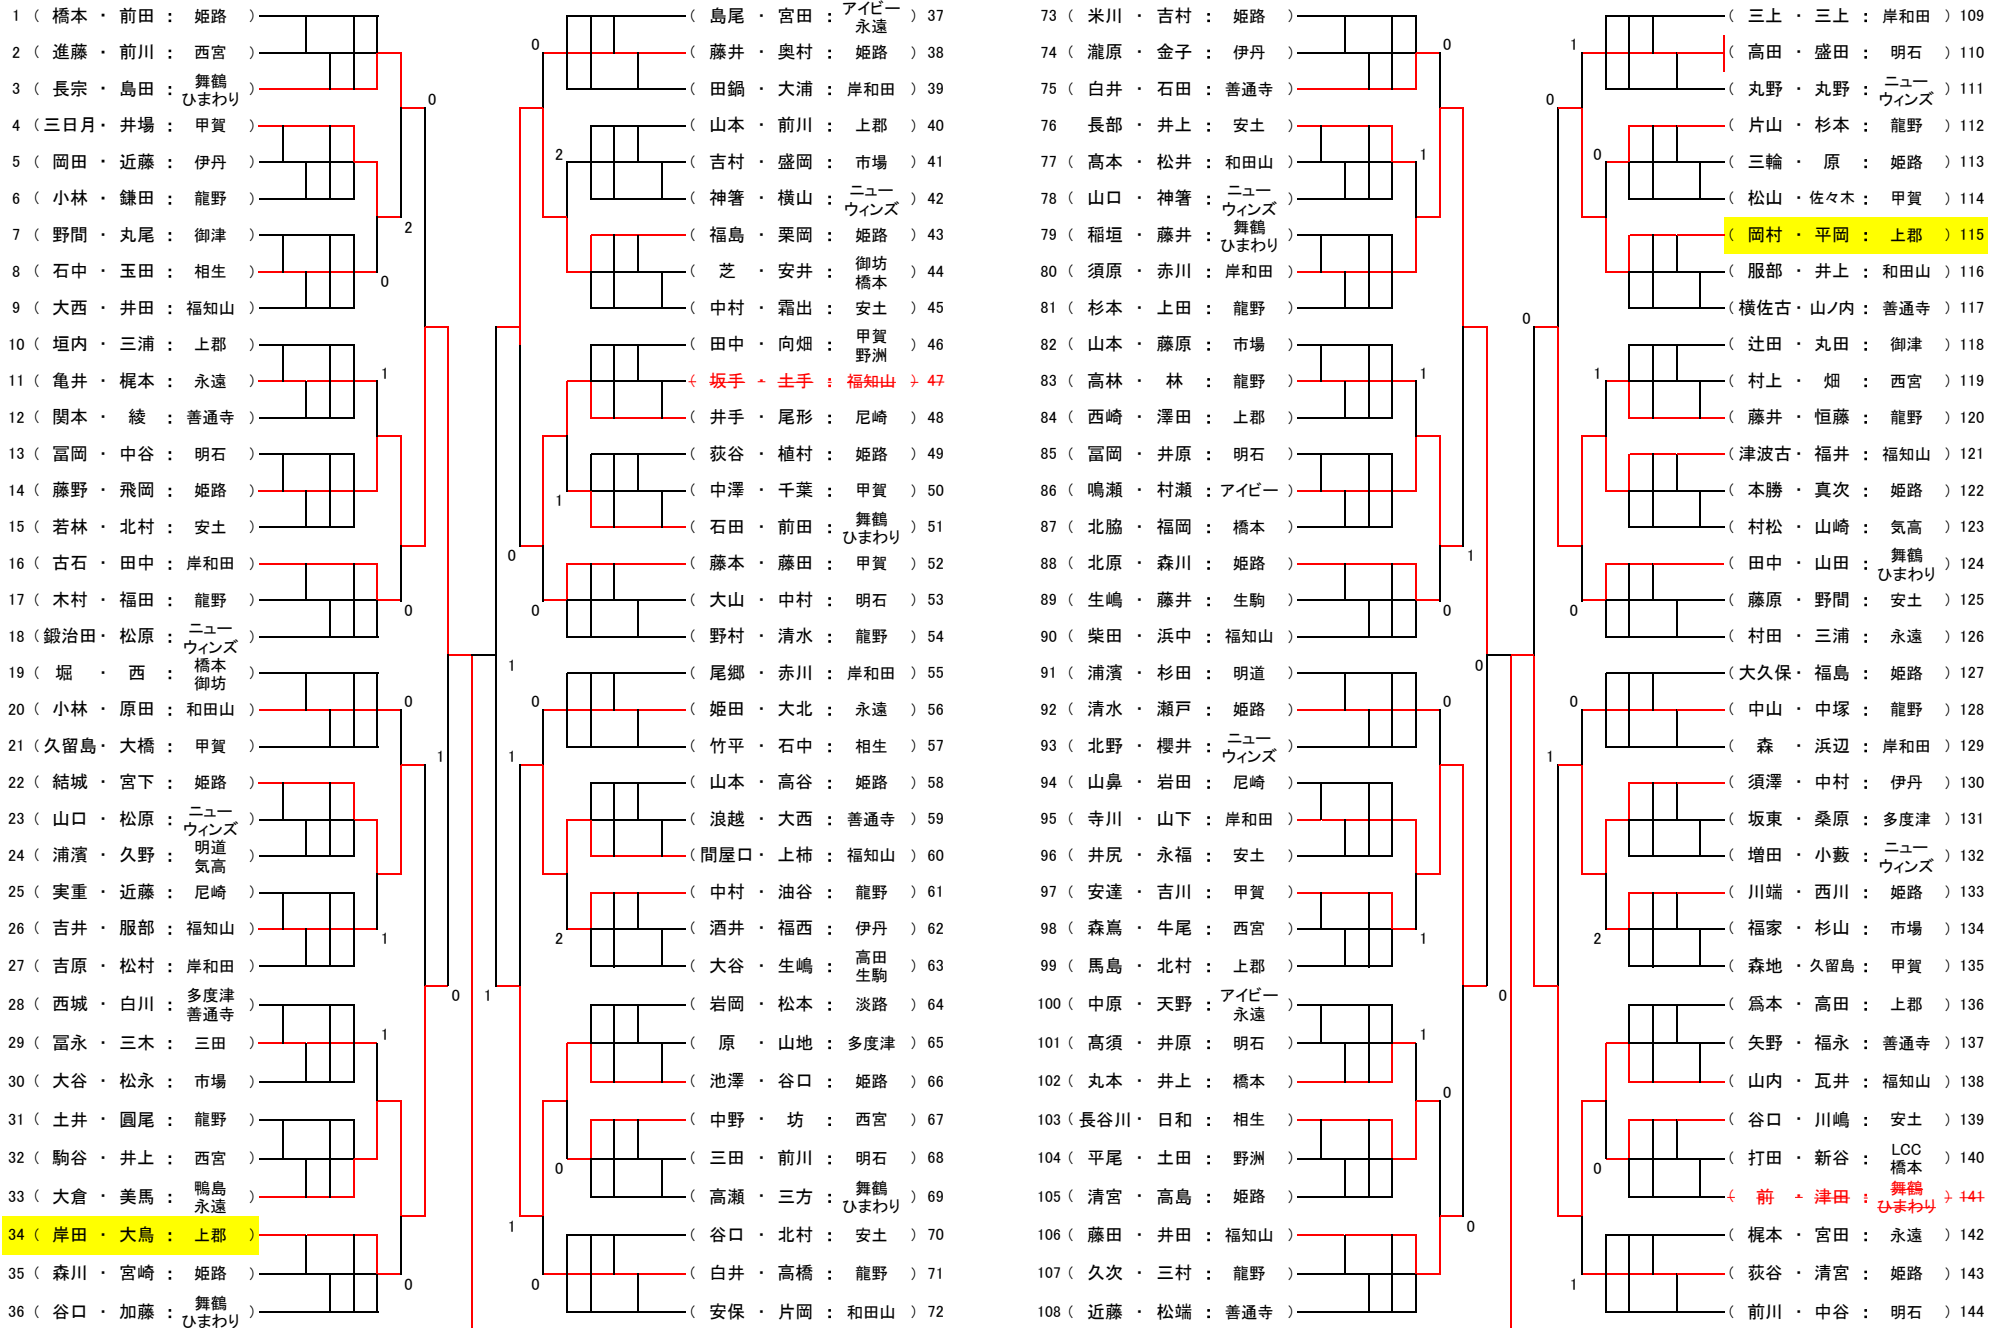 1 ( 橋本 ・ 前田 : 姫路 )
2 ( 進藤 ・ 前川 : 西宮 )
3 ( 長宗 ・ 島田 : 舞鶴 ひまわり )
4 ( 三日月 ・ 井場 : 甲賀 )
5 ( 岡田 ・ 近藤 : 伊丹 )
6 ( 小林 ・ 鎌田 : 龍野 )
7 ( 野間 ・ 丸尾 : 御津 )
8 ( 石中 ・ 玉田 : 相生 )
9 ( 大西 ・ 井田 : 福知山 )
10 ( 垣内 ・ 三浦 : 上郡 )
11 ( 亀井 ・ 梶本 : 永遠 )
12 ( 関本 ・ 綾 : 善通寺 )
13 ( 冨岡 ・ 中谷 : 明石 )
14 ( 藤野 ・ 飛岡 : 姫路 )
15 ( 若林 ・ 北村 : 安土 )
16 ( 古石 ・ 田中 : 岸和田 )
17 ( 木村 ・ 福田 : 龍野 )
18 ( 鍛治田 ・ 松原 : ニュー ウィンズ )
19 ( 堀 ・ 西 : 橋本 御坊 )
20 ( 小林 ・ 原田 : 和田山 )
21 ( 久留島 ・ 大橋 : 甲賀 )
22 ( 結城 ・ 宮下 : 姫路 )
23 ( 山口 ・ 松原 : ニュー ウィンズ )
24 ( 浦濱 ・ 久野 : 明道 気高 )
25 ( 実重 ・ 近藤 : 尼崎 )
26 ( 吉井 ・ 服部 : 福知山 )
27 ( 吉原 ・ 松村 : 岸和田 )
28 ( 西城 ・ 白川 : 多度津 善通寺 )
29 ( 冨永 ・ 三木 : 三田 )
30 ( 大谷 ・ 松永 : 市場 )
31 ( 土井 ・ 圓尾 : 龍野 )
32 ( 駒谷 ・ 井上 : 西宮 )
33 ( 大倉 ・ 美馬 : 鴨島 永遠 )
34 ( 岸田 ・ 大鳥 : 上郡 )
35 ( 森川 ・ 宮崎 : 姫路 )
36 ( 谷口 ・ 加藤 : 舞鶴 ひまわり )
0
2
0
1
0
0
1
1
1
0
0
( 島尾 ・ 宮田 : アイビー 永遠 ) 37
( 藤井 ・ 奥村 : 姫路 ) 38
( 田鍋 ・ 大浦 : 岸和田 ) 39
( 山本 ・ 前川 : 上郡 ) 40
( 吉村 ・ 盛岡 : 市場 ) 41
( 神箸 ・ 横山 : ニュー ウィンズ ) 42
( 福島 ・ 栗岡 : 姫路 ) 43
( 芝 ・ 安井 : 御坊 橋本 ) 44
( 中村 ・ 霜出 : 安土 ) 45
( 田中 ・ 向畑 : 甲賀 野洲 ) 46
( 坂手 ・ 土手 : 福知山 ) 47
( 井手 ・ 尾形 : 尼崎 ) 48
( 荻谷 ・ 植村 : 姫路 ) 49
( 中澤 ・ 千葉 : 甲賀 ) 50
( 石田 ・ 前田 : 舞鶴 ひまわり ) 51
( 藤本 ・ 藤田 : 甲賀 ) 52
( 大山 ・ 中村 : 明石 ) 53
( 野村 ・ 清水 : 龍野 ) 54
( 尾郷 ・ 赤川 : 岸和田 ) 55
( 姫田 ・ 大北 : 永遠 ) 56
( 竹平 ・ 石中 : 相生 ) 57
( 山本 ・ 高谷 : 姫路 ) 58
( 浪越 ・ 大西 : 善通寺 ) 59
( 間屋口 ・ 上柿 : 福知山 ) 60
( 中村 ・ 油谷 : 龍野 ) 61
( 酒井 ・ 福西 : 伊丹 ) 62
( 大谷 ・ 生嶋 : 高田 生駒 ) 63
( 岩岡 ・ 松本 : 淡路 ) 64
( 原 ・ 山地 : 多度津 ) 65
( 池澤 ・ 谷口 : 姫路 ) 66
( 中野 ・ 坊 : 西宮 ) 67
( 三田 ・ 前川 : 明石 ) 68
( 高瀬 ・ 三方 : 舞鶴 ひまわり ) 69
( 谷口 ・ 北村 : 安土 ) 70
( 白井 ・ 高橋 : 龍野 ) 71
( 安保 ・ 片岡 : 和田山 ) 72
0
2
1
0
0
1
0
1
2
1
0
1
0
73 ( 米川 ・ 吉村 : 姫路 )
74 ( 瀧原 ・ 金子 : 伊丹 )
75 ( 白井 ・ 石田 : 善通寺 )
76 長部 ・ 井上 : 安土 )
77 ( 髙本 ・ 松井 : 和田山 )
78 ( 山口 ・ 神箸 : ニュー ウィンズ )
79 ( 稲垣 ・ 藤井 : 舞鶴 ひまわり )
80 ( 須原 ・ 赤川 : 岸和田 )
81 ( 杉本 ・ 上田 : 龍野 )
82 ( 山本 ・ 藤原 : 市場 )
83 ( 高林 ・ 林 : 龍野 )
84 ( 西崎 ・ 澤田 : 上郡 )
85 ( 冨岡 ・ 井原 : 明石 )
86 ( 鳴瀬 ・ 村瀬 : アイビー )
87 ( 北脇 ・ 福岡 : 橋本 )
88 ( 北原 ・ 森川 : 姫路 )
89 ( 生嶋 ・ 藤井 : 生駒 )
90 ( 柴田 ・ 浜中 : 福知山 )
91 ( 浦濱 ・ 杉田 : 明道 )
92 ( 清水 ・ 瀬戸 : 姫路 )
93 ( 北野 ・ 櫻井 : ニュー ウィンズ )
94 ( 山鼻 ・ 岩田 : 尼崎 )
95 ( 寺川 ・ 山下 : 岸和田 )
96 ( 井尻 ・ 永福 : 安土 )
97 ( 安達 ・ 吉川 : 甲賀 )
98 ( 森嶌 ・ 牛尾 : 西宮 )
99 ( 馬島 ・ 北村 : 上郡 )
100 ( 中原 ・ 天野 : アイビー 永遠 )
101 ( 髙須 ・ 井原 : 明石 )
102 ( 丸本 ・ 井上 : 橋本 )
103 ( 長谷川 ・ 日和 : 相生 )
104 ( 平尾 ・ 土田 : 野洲 )
105 ( 清宮 ・ 高島 : 姫路 )
106 ( 藤田 ・ 井田 : 福知山 )
107 ( 久次 ・ 三村 : 龍野 )
108 ( 近藤 ・ 松端 : 善通寺 )
0
1
1
1
0
0
0
1
0
1
0
0
( 三上 ・ 三上 : 岸和田 ) 109
( 高田 ・ 盛田 : 明石 ) 110
( 丸野 ・ 丸野 : ニュー ウィンズ ) 111
( 片山 ・ 杉本 : 龍野 ) 112
( 三輪 ・ 原 : 姫路 ) 113
( 松山 ・ 佐々木 : 甲賀 ) 114
( 岡村 ・ 平岡 : 上郡 ) 115
( 服部 ・ 井上 : 和田山 ) 116
( 横佐古 ・ 山ノ内 : 善通寺 ) 117
( 辻田 ・ 丸田 : 御津 ) 118
( 村上 ・ 畑 : 西宮 ) 119
( 藤井 ・ 恒藤 : 龍野 ) 120
( 津波古 ・ 福井 : 福知山 ) 121
( 本勝 ・ 真次 : 姫路 ) 122
( 村松 ・ 山崎 : 気高 ) 123
( 田中 ・ 山田 : 舞鶴 ひまわり ) 124
( 藤原 ・ 野間 : 安土 ) 125
( 村田 ・ 三浦 : 永遠 ) 126
( 大久保 ・ 福島 : 姫路 ) 127
( 中山 ・ 中塚 : 龍野 ) 128
( 森 ・ 浜辺 : 岸和田 ) 129
( 須澤 ・ 中村 : 伊丹 ) 130
( 坂東 ・ 桑原 : 多度津 ) 131
( 増田 ・ 小藪 : ニュー ウィンズ ) 132
( 川端 ・ 西川 : 姫路 ) 133
( 福家 ・ 杉山 : 市場 ) 134
( 森地 ・ 久留島 : 甲賀 ) 135
( 爲本 ・ 高田 : 上郡 ) 136
( 矢野 ・ 福永 : 善通寺 ) 137
( 山内 ・ 瓦井 : 福知山 ) 138
( 谷口 ・ 川嶋 : 安土 ) 139
( 打田 ・ 新谷 : LCC 橋本 ) 140
( 前 ・ 津田 : 舞鶴 ひまわり ) 141
( 梶本 ・ 宮田 : 永遠 ) 142
( 荻谷 ・ 清宮 : 姫路 ) 143
( 前川 ・ 中谷 : 明石 ) 144
1
0
0
0
1
0
0
1
2
0
0
1